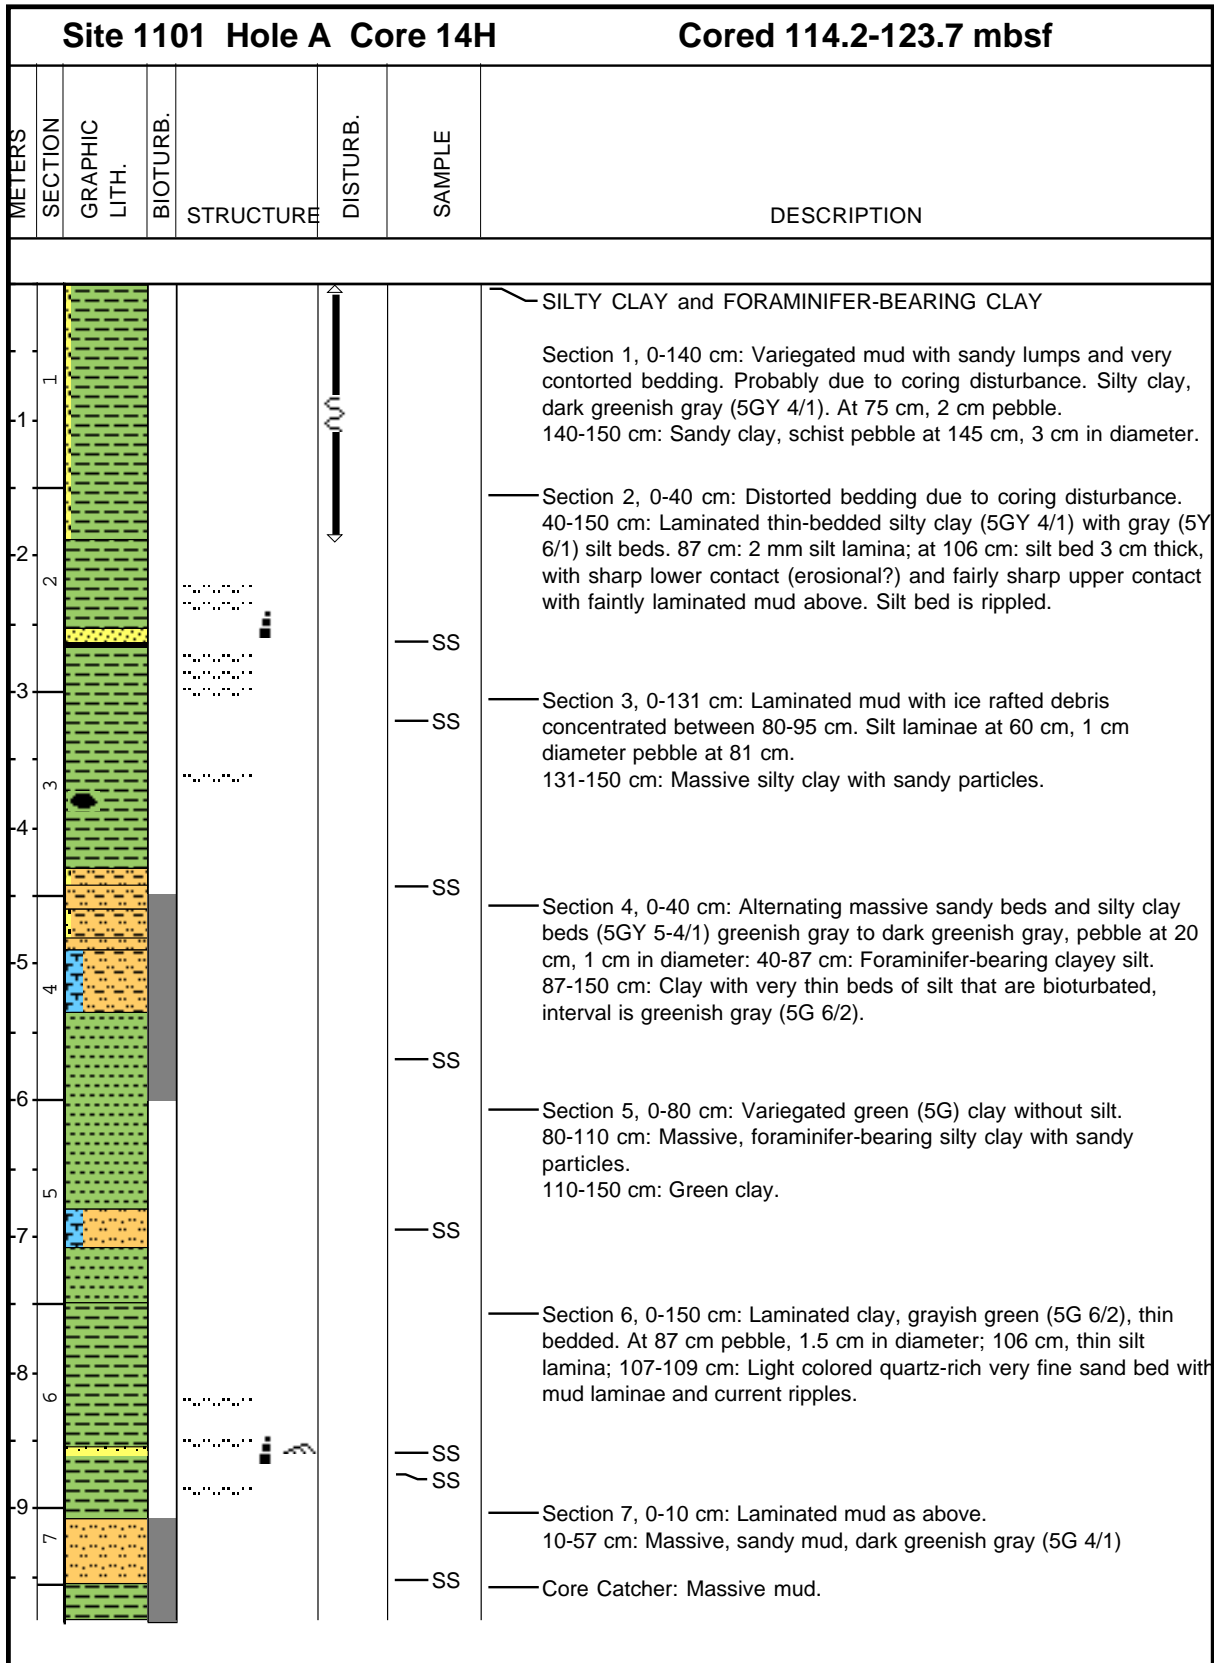 Site 1101 Hole A Core 14H
Cored 114.2-123.7 mbsf
METERS
SECTION
GRAPHIC
LITH.
BIOTURB.
STRUCTURE
DISTURB.
SAMPLE
DESCRIPTION
SILTY CLAY and FORAMINIFER-BEARING CLAY
Section 1, 0-140 cm: Variegated mud with sandy lumps and very
contorted bedding. Probably due to coring disturbance. Silty clay,
dark greenish gray (5GY 4/1). At 75 cm, 2 cm pebble.
140-150 cm: Sandy clay, schist pebble at 145 cm, 3 cm in diameter.
1
1
Section 2, 0-40 cm: Distorted bedding due to coring disturbance.
40-150 cm: Laminated thin-bedded silty clay (5GY 4/1) with gray (5Y
6/1) silt beds. 87 cm: 2 mm silt lamina; at 106 cm: silt bed 3 cm thick,
with sharp lower contact (erosional?) and fairly sharp upper contact
with faintly laminated mud above. Silt bed is rippled.
2
2
SS
3
Section 3, 0-131 cm: Laminated mud with ice rafted debris
concentrated between 80-95 cm. Silt laminae at 60 cm, 1 cm
diameter pebble at 81 cm.
131-150 cm: Massive silty clay with sandy particles.
SS
3
4
SS
Section 4, 0-40 cm: Alternating massive sandy beds and silty clay
beds (5GY 5-4/1) greenish gray to dark greenish gray, pebble at 20
cm, 1 cm in diameter: 40-87 cm: Foraminifer-bearing clayey silt.
87-150 cm: Clay with very thin beds of silt that are bioturbated,
interval is greenish gray (5G 6/2).
5
4
SS
6
Section 5, 0-80 cm: Variegated green (5G) clay without silt.
80-110 cm: Massive, foraminifer-bearing silty clay with sandy
particles.
110-150 cm: Green clay.
5
7
SS
Section 6, 0-150 cm: Laminated clay, grayish green (5G 6/2), thin
bedded. At 87 cm pebble, 1.5 cm in diameter; 106 cm, thin silt
lamina; 107-109 cm: Light colored quartz-rich very fine sand bed with
mud laminae and current ripples.
8
6
SS
SS
9
Section 7, 0-10 cm: Laminated mud as above.
10-57 cm: Massive, sandy mud, dark greenish gray (5G 4/1)
7
SS
Core Catcher: Massive mud.